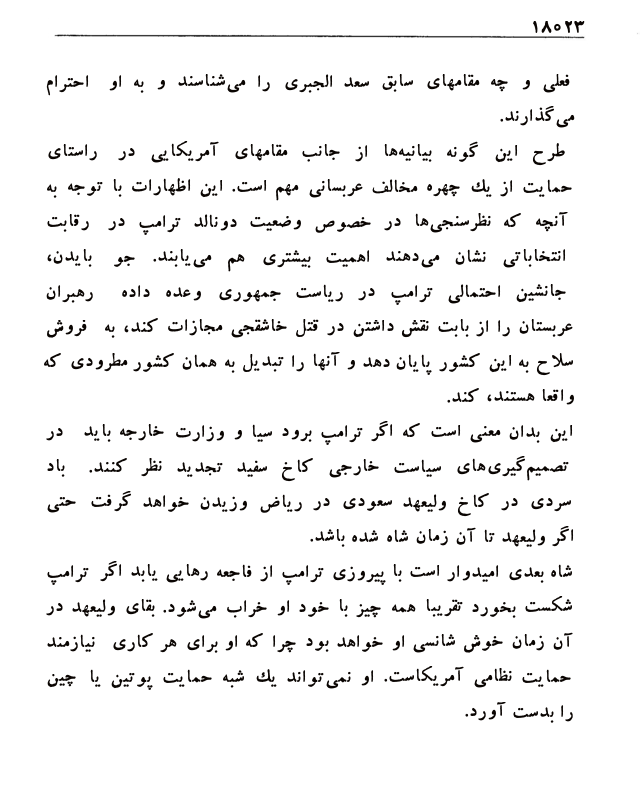 ۱۸۰۲۳
فعلی و چه مقامهای سابق سعد الجبری را می‌شناسند و به او احترام
می‌گذارند.
طرح این گونه بیانیه‌ها از جانب مقامهای آمریکایی در راستای
حمایت از یك چهره مخالف عربسانی مهم است. این اظهارات با توجه به
آنچه که نظرسنجی‌ها در خصوص وضعیت دونالد ترامپ در رقابت
انتخاباتی نشان می‌دهند اهمیت بیشتری هم می‌یابند. جو بایدن،
جانشین احتمالی ترامپ در ریاست جمهوری وعده داده رهبران
عربستان را از بابت نقش داشتن در قتل خاشقجی مجازات کند، به فروش
سلاح به این کشور پایان دهد و آنها را تبدیل به همان کشور مطرودی که
واقعا هستند، کند.
این بدان معنی است که اگر ترامپ برود سیا و وزارت خارجه باید در
تصمیم‌گیری‌های سیاست خارجی کاخ سفید تجدید نظر کنند. باد
سردی در کاخ ولیعهد سعودی در ریاض وزیدن خواهد گرفت حتی
اگر ولیعهد تا آن زمان شاه شده باشد.
شاه بعدی امیدوار است با پیروزی ترامپ از فاجعه رهایی یابد اگر ترامپ
شکست بخورد تقریبا همه چیز با خود او خراب می‌شود. بقای ولیعهد در
آن زمان خوش شانسی او خواهد بود چرا که او برای هر کاری نیازمند
حمایت نظامی آمریکاست. او نمی‌تواند یك شبه حمایت پوتین یا چین
را بدست آورد.